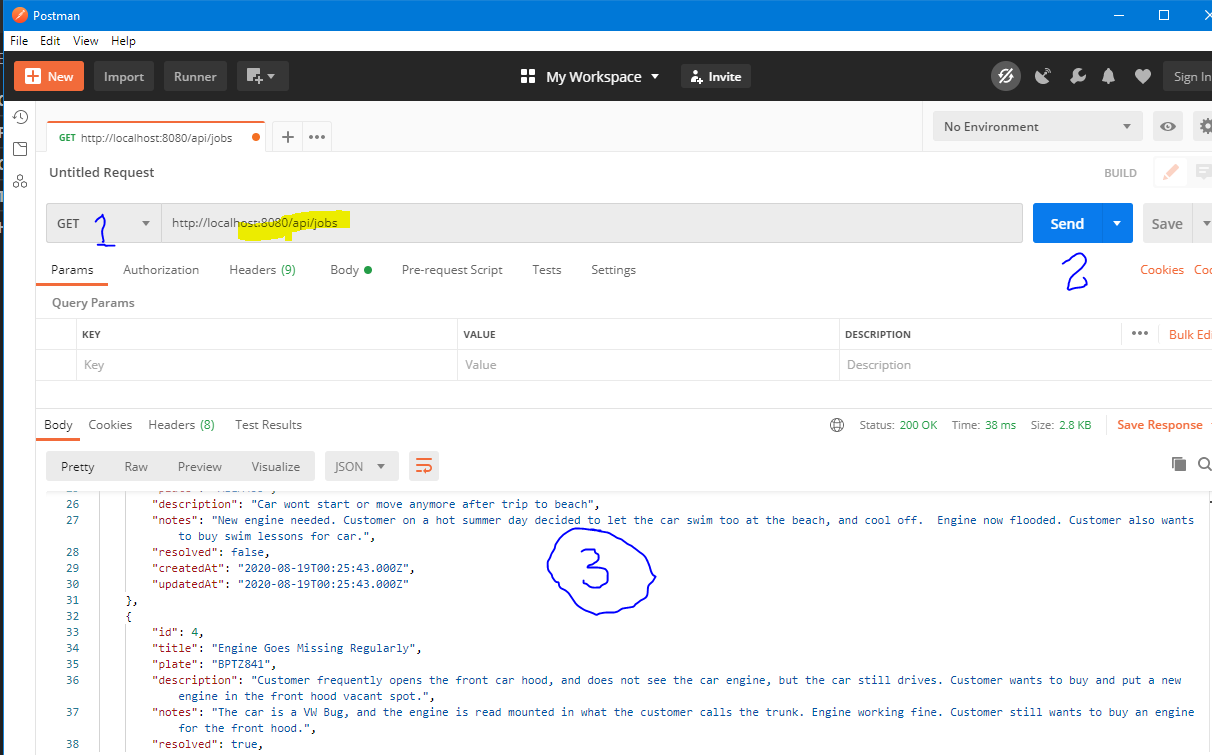 Postman
File Edit View Help
New Import Runner My Workspace Invite Sign In
GET http://localhost:8080/api/jobs No Environment
Untitled Request BUILD
GET 1 http://localhost:8080/api/jobs Send Save
2
Params Authorization Headers (9) Body Pre-request Script Tests Settings Cookies
Query Params
KEY VALUE DESCRIPTION ••• Bulk
Key Value Description
Body Cookies Headers (8) Test Results Status: 200 OK Time: 38 ms Size: 2.8 KB Save Response
Pretty Raw Preview Visualize JSON
26 "description": "Car wont start or move anymore after trip to beach",
27 "notes": "New engine needed. Customer on a hot summer day decided to let the car swim too at the beach, and cool off.  Engine now flooded. Customer also wants
to buy swim lessons for car.",
28 "resolved": false,
29 "createdAt": "2020-08-19T00:25:43.000Z",
30 "updatedAt": "2020-08-19T00:25:43.000Z"
3
31 },
32 {
33 "id": 4,
34 "title": "Engine Goes Missing Regularly",
35 "plate": "BPTZ841",
36 "description": "Customer frequently opens the front car hood, and does not see the car engine, but the car still drives. Customer wants to buy and put a new
engine in the front hood vacant spot.",
37 "notes": "The car is a VW Bug, and the engine is read mounted in what the customer calls the trunk. Engine working fine. Customer still wants to buy an engine
for the front hood.",
38 "resolved": true,